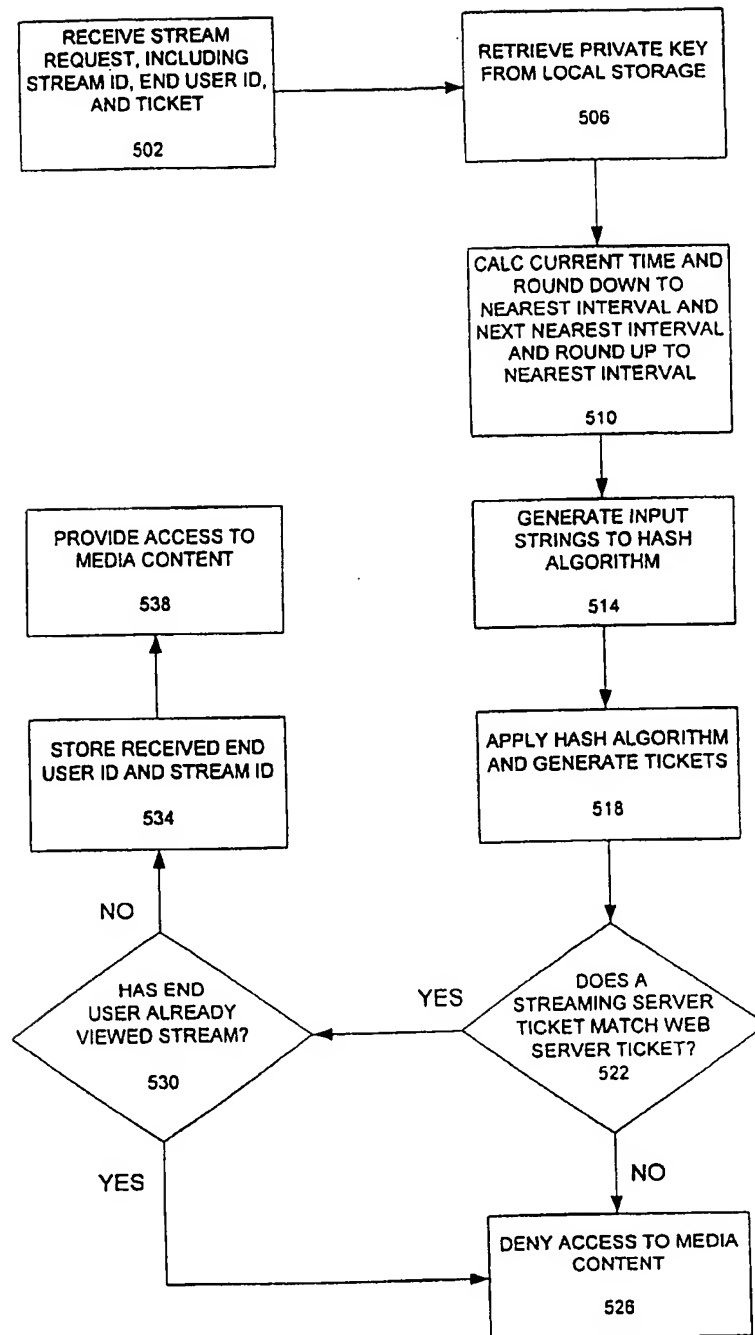 RECEIVE STREAM
REQUEST, INCLUDING
STREAM ID, END USER ID,
AND TICKET
502
RETRIEVE PRIVATE KEY
FROM LOCAL STORAGE
506
CALC CURRENT TIME AND
ROUND DOWN TO
NEAREST INTERVAL AND
NEXT NEAREST INTERVAL
AND ROUND UP TO
NEAREST INTERVAL
510
GENERATE INPUT
STRINGS TO HASH
ALGORITHM
514
APPLY HASH ALGORITHM
AND GENERATE TICKETS
518
DOES A
STREAMING SERVER
TICKET MATCH WEB
SERVER TICKET?
522
YES
NO
HAS END
USER ALREADY
VIEWED STREAM?
530
NO
YES
STORE RECEIVED END
USER ID AND STREAM ID
534
PROVIDE ACCESS TO
MEDIA CONTENT
538
DENY ACCESS TO MEDIA
CONTENT
526